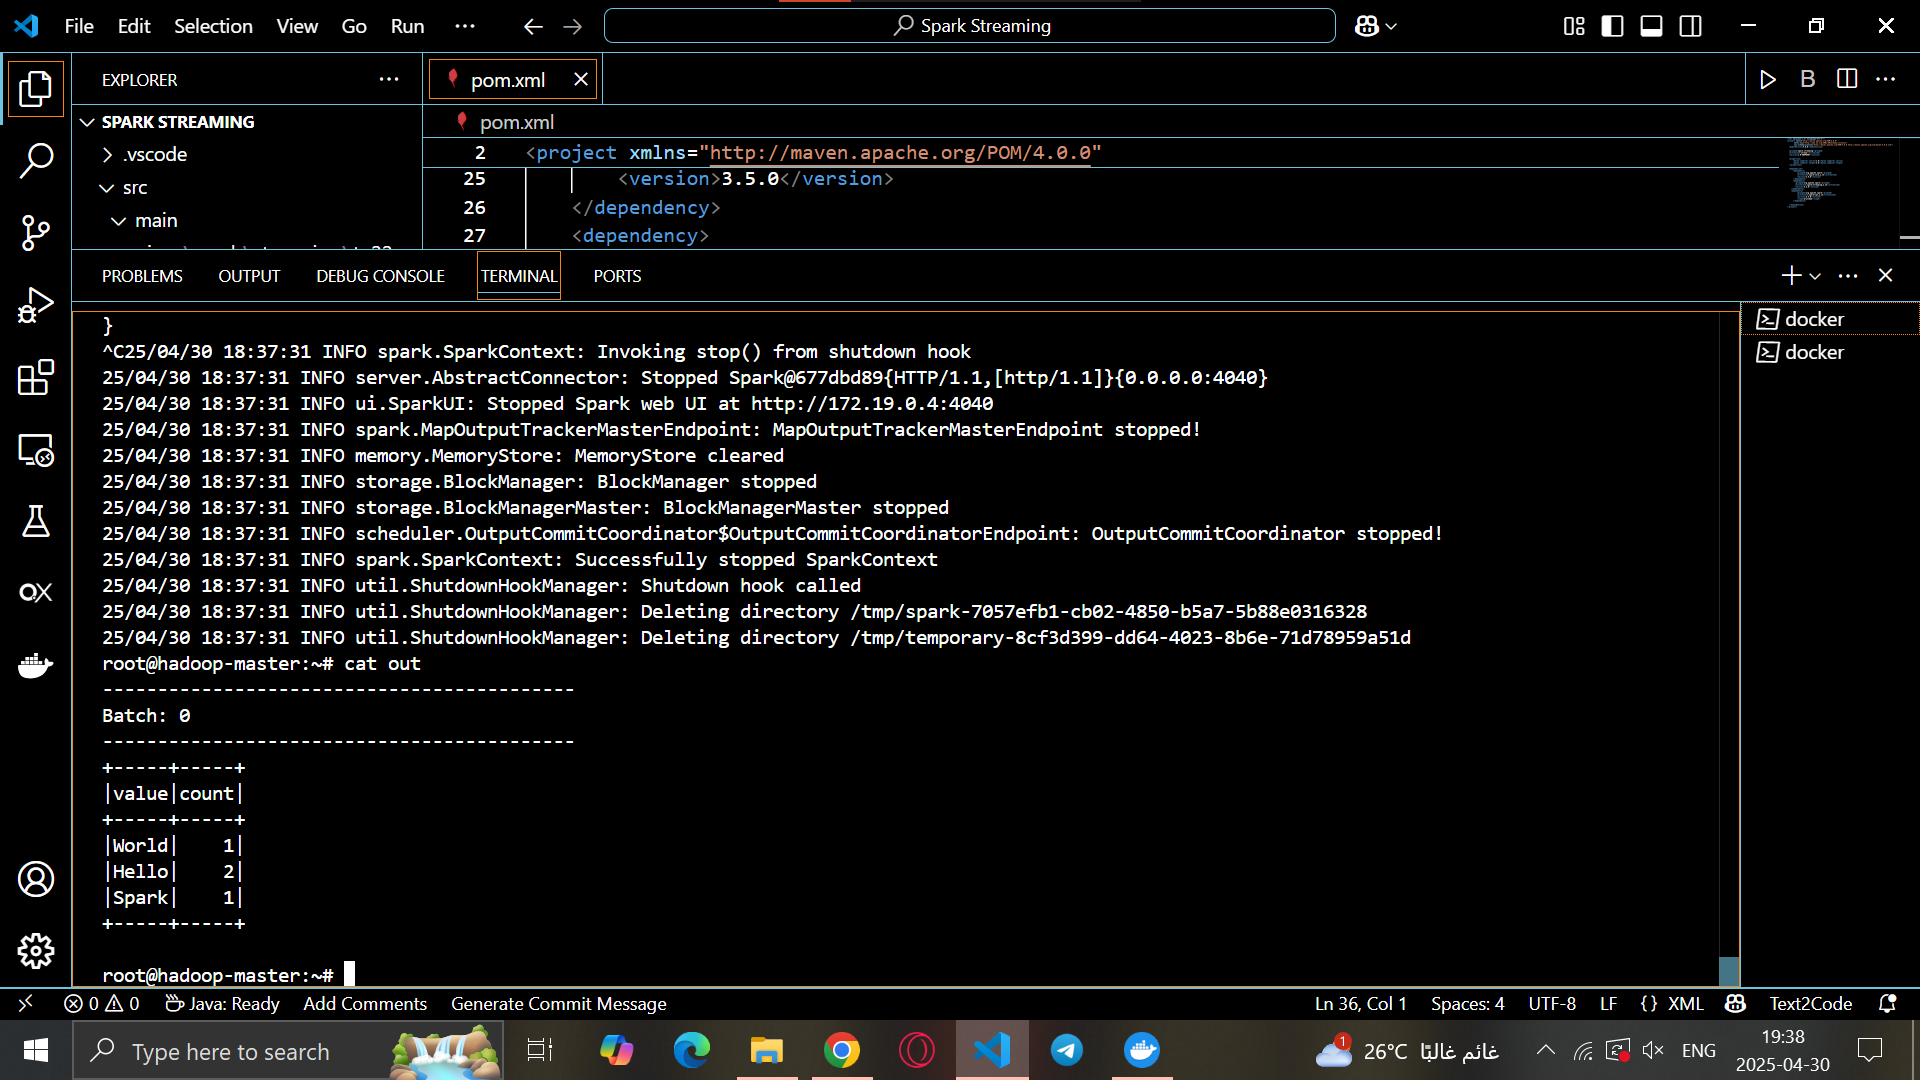 File Edit Selection View Go Run ··· Spark Streaming
EXPLORER ···
pom.xml
B ···
SPARK STREAMING
.vscode
src
main
pom.xml
2 <project xmlns="http://maven.apache.org/POM/4.0.0"
25 <version>3.5.0</version>
26 </dependency>
27 <dependency>
PROBLEMS OUTPUT DEBUG CONSOLE TERMINAL PORTS
docker
docker
}
^C25/04/30 18:37:31 INFO spark.SparkContext: Invoking stop() from shutdown hook
25/04/30 18:37:31 INFO server.AbstractConnector: Stopped Spark@677dbd89{HTTP/1.1,[http/1.1]}{0.0.0.0:4040}
25/04/30 18:37:31 INFO ui.SparkUI: Stopped Spark web UI at http://172.19.0.4:4040
25/04/30 18:37:31 INFO spark.MapOutputTrackerMasterEndpoint: MapOutputTrackerMasterEndpoint stopped!
25/04/30 18:37:31 INFO memory.MemoryStore: MemoryStore cleared
25/04/30 18:37:31 INFO storage.BlockManager: BlockManager stopped
25/04/30 18:37:31 INFO storage.BlockManagerMaster: BlockManagerMaster stopped
25/04/30 18:37:31 INFO scheduler.OutputCommitCoordinator$OutputCommitCoordinatorEndpoint: OutputCommitCoordinator stopped!
25/04/30 18:37:31 INFO spark.SparkContext: Successfully stopped SparkContext
25/04/30 18:37:31 INFO util.ShutdownHookManager: Shutdown hook called
25/04/30 18:37:31 INFO util.ShutdownHookManager: Deleting directory /tmp/spark-7057efb1-cb02-4850-b5a7-5b88e0316328
25/04/30 18:37:31 INFO util.ShutdownHookManager: Deleting directory /tmp/temporary-8cf3d399-dd64-4023-8b6e-71d78959a51d
root@hadoop-master:~# cat out
-------------------------------------------
Batch: 0
-------------------------------------------
+-----+-----+
|value|count|
+-----+-----+
|World|    1|
|Hello|    2|
|Spark|    1|
+-----+-----+
root@hadoop-master:~#
0 0 Java: Ready Add Comments Generate Commit Message Ln 36, Col 1 Spaces: 4 UTF-8 LF {} XML Text2Code
Type here to search
1 26°C غائم غالبًا ENG
19:38
2025-04-30